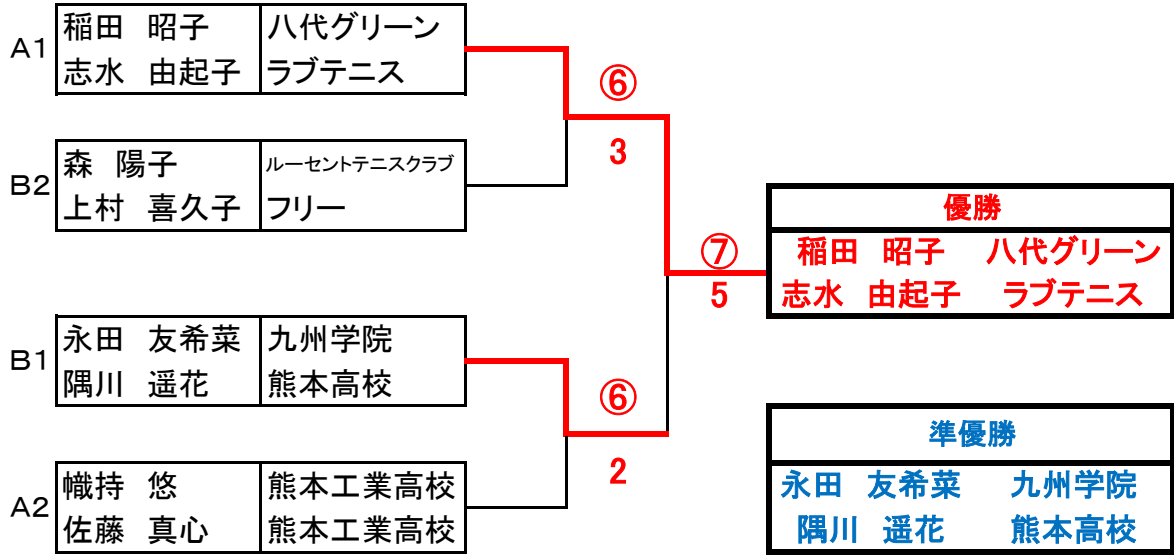 A1 稲田 昭子 八代グリーン
志水 由起子 ラブテニス
⑥
3
B2 森 陽子 ルーセントテニスクラブ
上村 喜久子 フリー
優勝
稲田 昭子 八代グリーン
志水 由起子 ラブテニス
⑦
5
B1 永田 友希菜 九州学院
隅川 遥花 熊本高校
⑥
2
A2 幟持 悠 熊本工業高校
佐藤 真心 熊本工業高校
準優勝
永田 友希菜 九州学院
隅川 遥花 熊本高校